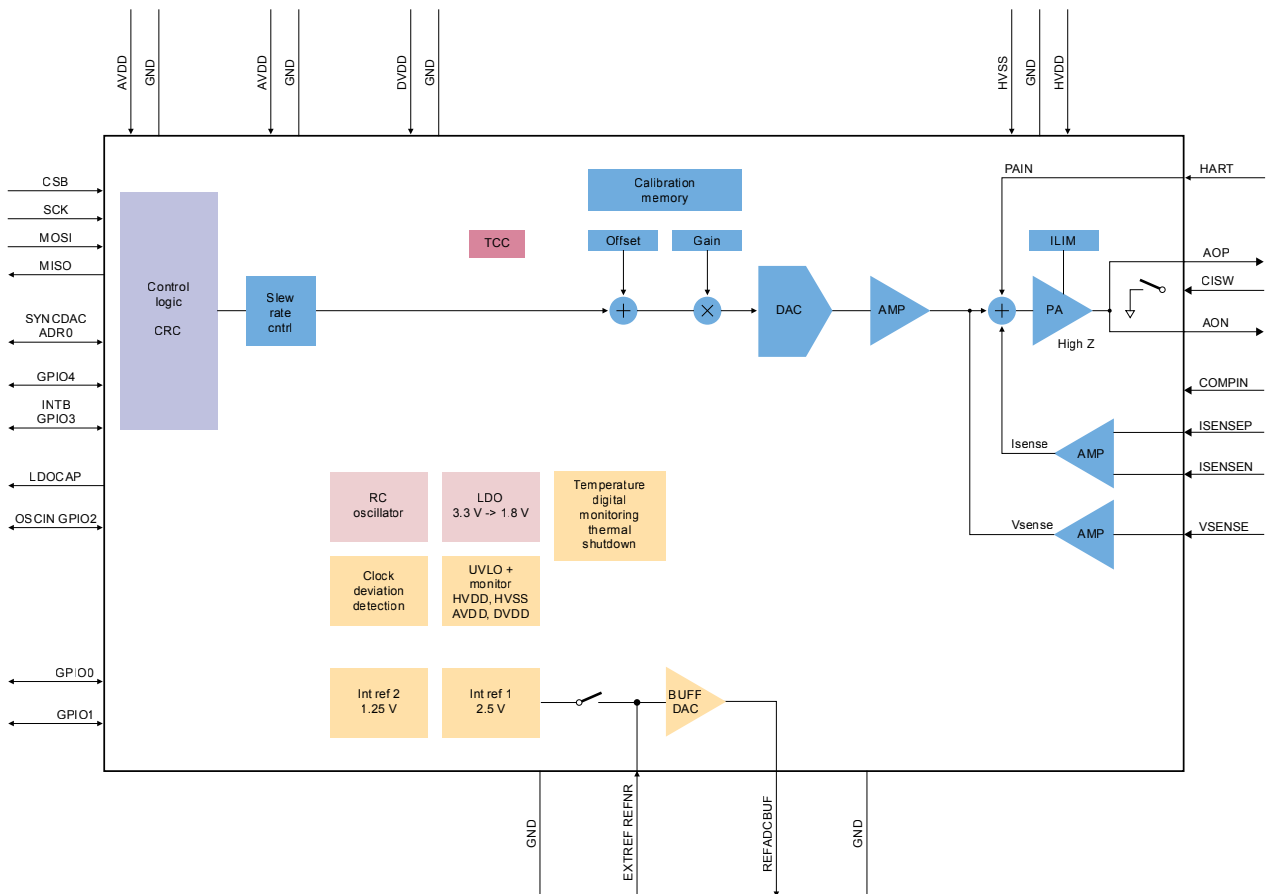 AVDD
GND
AVDD
GND
DVDD
GND
HVSS
GND
HVDD
CSB
SCK
MOSI
MISO
SYNCDAC
ADR0
GPIO4
INTB
GPIO3
LDOCAP
OSCIN GPIO2
GPIO0
GPIO1
Control
logic
CRC
Slew
rate
cntrl
TCC
Calibration
memory
Offset
Gain
DAC
AMP
PAIN
ILIM
PA
High Z
HART
AOP
CISW
AON
COMPIN
ISENSEP
ISENSEN
VSENSE
Isense
AMP
Vsense
AMP
RC
oscillator
LDO
3.3 V -> 1.8 V
Temperature
digital
monitoring
thermal
shutdown
Clock
deviation
detection
UVLO +
monitor
HVDD, HVSS
AVDD, DVDD
Int ref 2
1.25 V
Int ref 1
2.5 V
BUFF
DAC
GND
EXTREF REFNR
REFADCBUF
GND